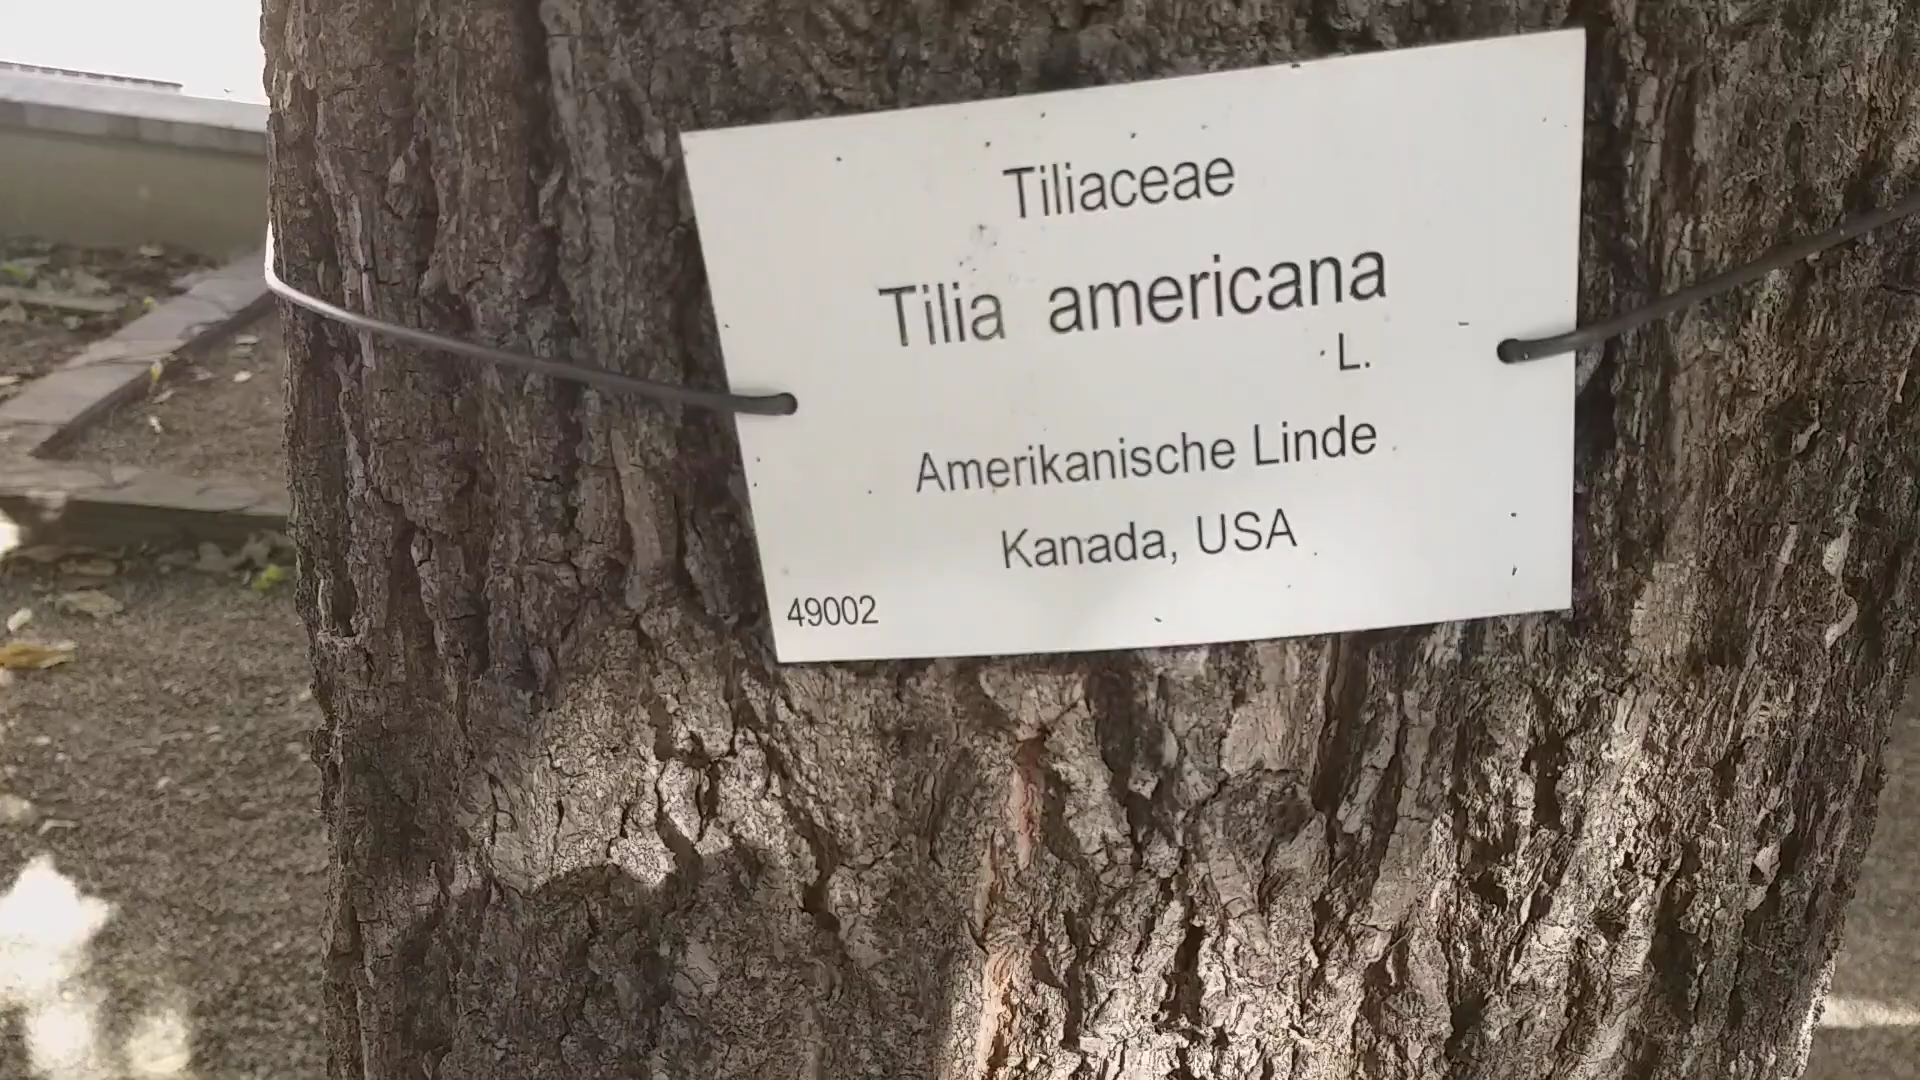 Tiliaceae
Tilia americana
L.
Amerikanische Linde
Kanada, USA
49002